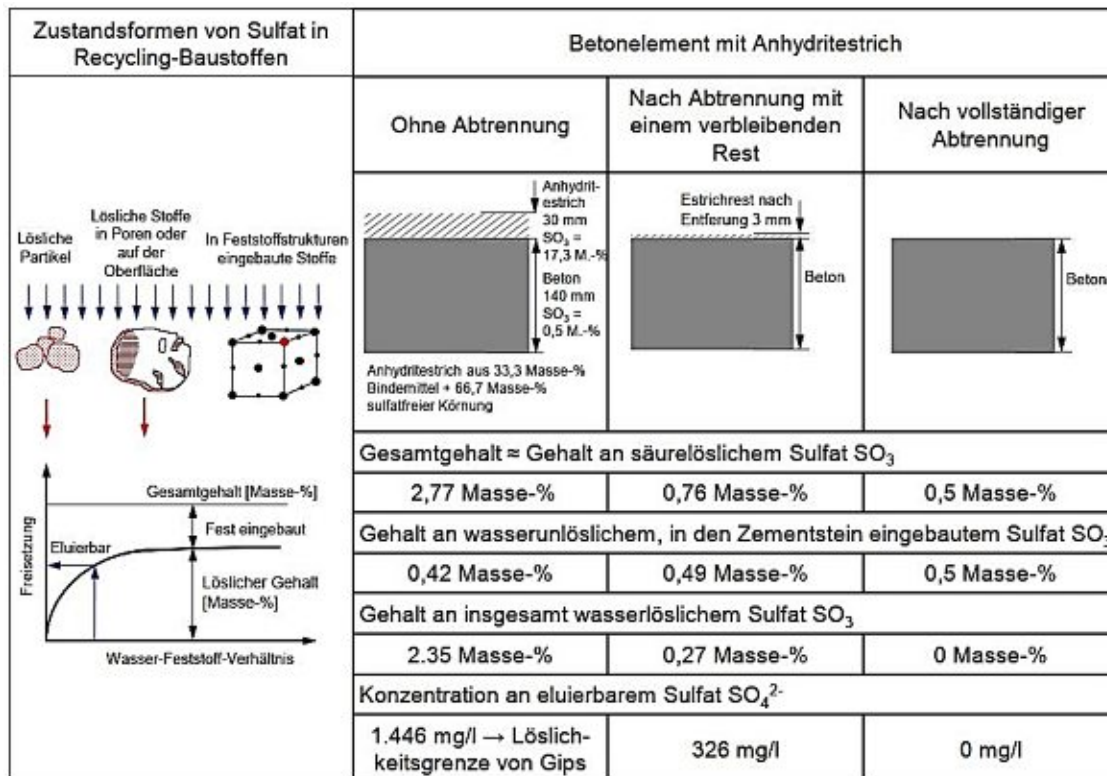 Zustandsformen von Sulfat in
Recycling-Baustoffen
Betonelement mit Anhydritestrich
Ohne Abtrennung
Nach Abtrennung mit
einem verbleibenden
Rest
Nach vollständiger
Abtrennung
Lösliche
Partikel
Lösliche Stoffe
in Poren oder
auf der
Oberfläche
In Feststoffstrukturen
eingebaute Stoffe
Freisetzung
Gesamtgehalt [Masse-%]
Fest eingebaut
Eluierbar
Löslicher Gehalt
[Masse-%]
Wasser-Feststoff-Verhältnis
Anhydrit-
estrich
30 mm
SO₃ =
17,3 M.-%
Beton
140 mm
SO₃ =
0,5 M.-%
Anhydritestrich aus 33,3 Masse-%
Bindemittel + 66,7 Masse-%
sulfatfreier Körnung
Estrichrest nach
Entferung 3 mm
Beton
Beton
Gesamtgehalt ≈ Gehalt an säurelöslichem Sulfat SO₃
2,77 Masse-%
0,76 Masse-%
0,5 Masse-%
Gehalt an wasserunlöslichem, in den Zementstein eingebautem Sulfat SO₃
0,42 Masse-%
0,49 Masse-%
0,5 Masse-%
Gehalt an insgesamt wasserlöslichem Sulfat SO₃
2.35 Masse-%
0,27 Masse-%
0 Masse-%
Konzentration an eluierbarem Sulfat SO₄²⁻
1.446 mg/l → Löslich-
keitsgrenze von Gips
326 mg/l
0 mg/l